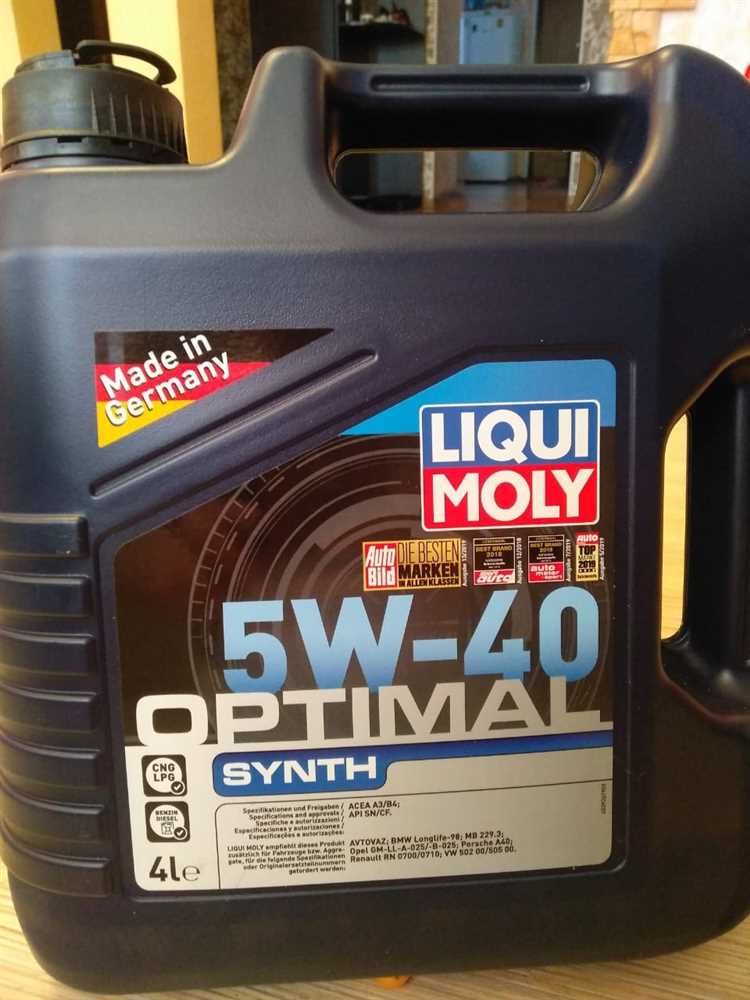 Made in
Germany
LIQUI
MOLY
Auto
Bild
DIE BESTEN
MARKEN
IN ALLEN KLASSEN
BEST BRAND
2018
auto
BEST BRAND
2018
auto
motor
sport
Auto
TOP
2019
5W-40
OPTIMAL
SYNTH
CNG
LPG
BENZIN
DIESEL
4l℮
Spezifikationen und Freigaben /
Specifications and approvals /
Specifiche e autorizzazioni /
Especificaciones y autorizaciones /
Especificações e autorizações:
ACEA A3/B4;
API SN/CF.
LIQUI MOLY empfiehlt dieses Produkt
zusätzlich für Fahrzeuge bzw. Aggre-
gate, für die folgende Spezifikationen
oder Originalersatzteilnummern
gefordert werden:
AVTOVAZ; BMW Longlife-98; MB 229.3;
Opel GM-LL-A-025/-B-025; Porsche A40;
Renault RN 0700/0710; VW 502 00/505 00.